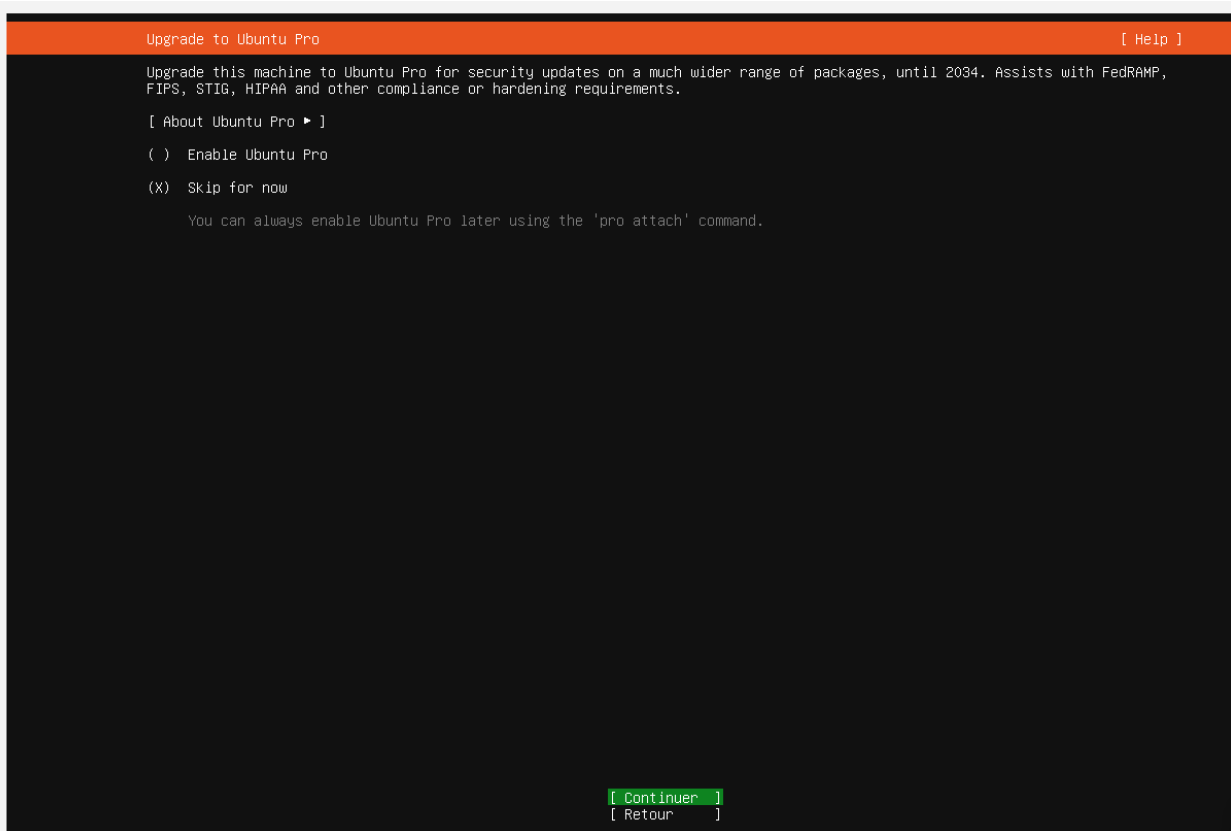 Upgrade to Ubuntu Pro [ Help ]
Upgrade this machine to Ubuntu Pro for security updates on a much wider range of packages, until 2034. Assists with FedRAMP,
FIPS, STIG, HIPAA and other compliance or hardening requirements.
[ About Ubuntu Pro ► ]
( ) Enable Ubuntu Pro
(X) Skip for now
You can always enable Ubuntu Pro later using the 'pro attach' command.
[ Continuer ]
[ Retour ]